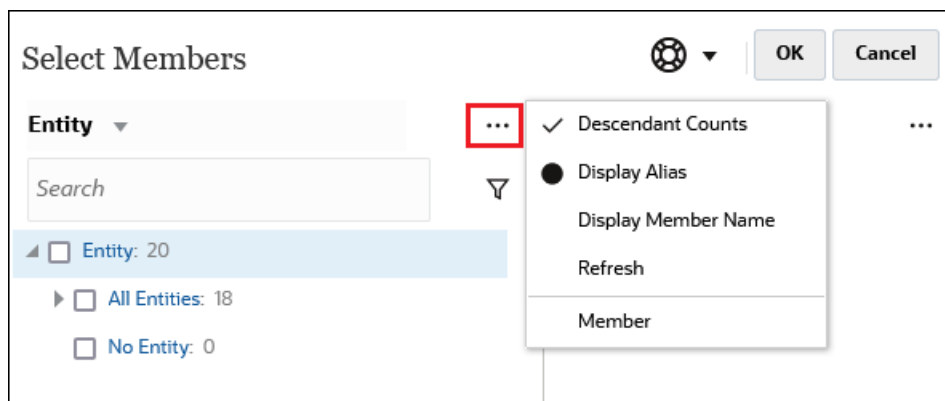 Select Members
OK
Cancel
Entity
Descendant Counts
Search
Display Alias
Display Member Name
Entity: 20
Refresh
All Entities: 18
Member
No Entity: 0